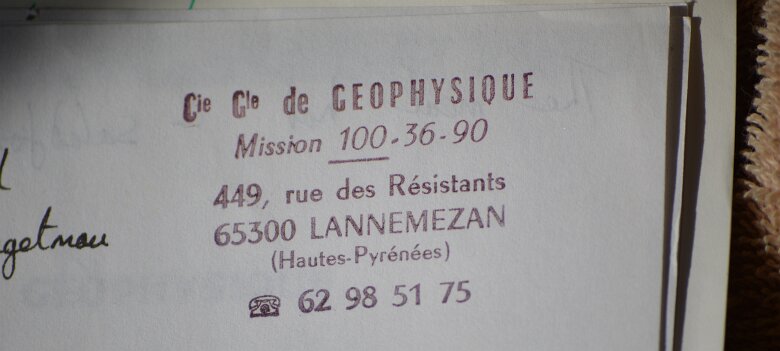 Cie Gle de GEOPHYSIQUE
Mission 100-36-90
449, rue des Résistants
65300 LANNEMEZAN
(Hautes-Pyrénées)
☎ 62 98 51 75